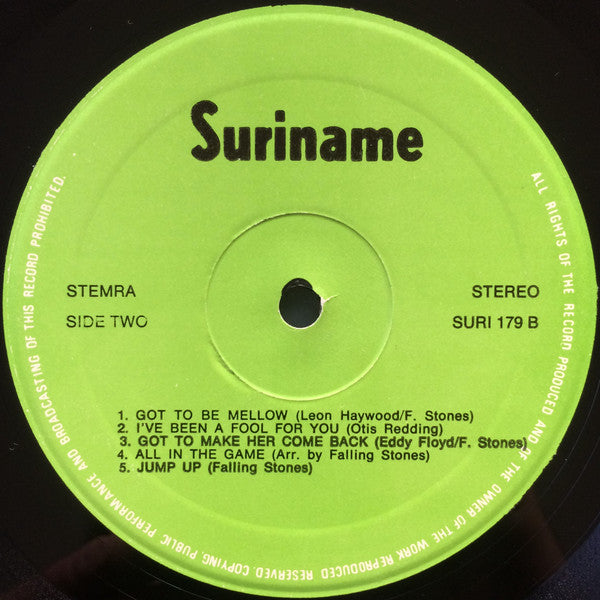 Suriname
STEMRA
STEREO
SIDE TWO
SURI 179 B
1. GOT TO BE MELLOW (Leon Haywood/F. Stones)
2. I'VE BEEN A FOOL FOR YOU (Otis Redding)
3. GOT TO MAKE HER COME BACK (Eddy Floyd/F. Stones)
4. ALL IN THE GAME (Arr. by Falling Stones)
5. JUMP UP (Falling Stones)
ALL RIGHTS OF THE RECORD PRODUCED AND OF THE OWNER OF THE WORK REPRODUCED RESERVED. COPYING, PUBLIC PERFORMANCE AND BROADCASTING OF THIS RECORD PROHIBITED.